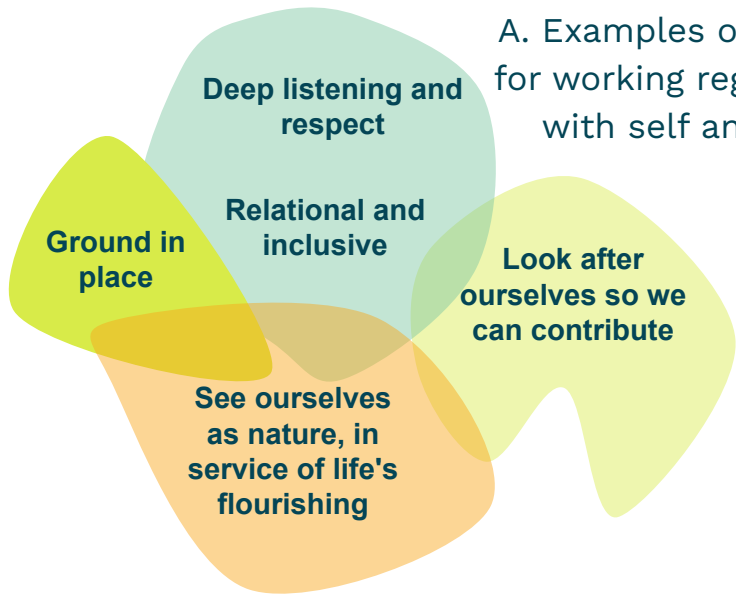 A. Examples o
for working reg
with self an
Deep listening and
respect
Relational and
inclusive
Ground in
place
Look after
ourselves so we
can contribute
See ourselves
as nature, in
service of life's
flourishing